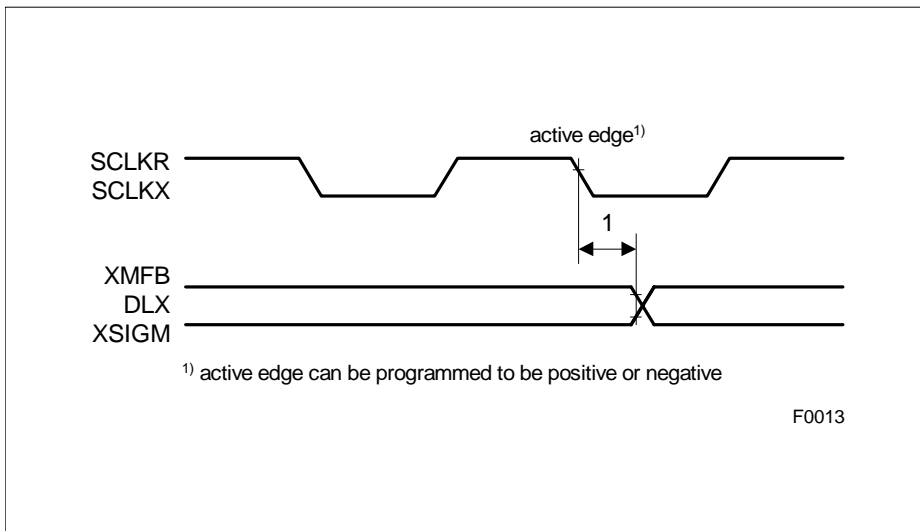 active edge1)
SCLKR
SCLKX
1
XMFB
DLX
XSIGM
1) active edge can be programmed to be positive or negative
F0013